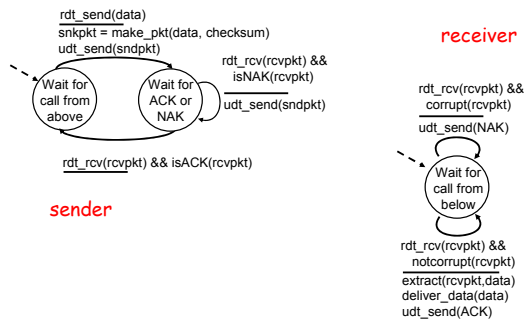 rdt_send(data)
snkpkt = make_pkt(data, checksum)
udt_send(sndpkt)
Wait for
call from
above
Wait for
ACK or
NAK
rdt_rcv(rcvpkt) &&
isNAK(rcvpkt)
udt_send(sndpkt)
rdt_rcv(rcvpkt) && isACK(rcvpkt)
sender
receiver
rdt_rcv(rcvpkt) &&
corrupt(rcvpkt)
udt_send(NAK)
Wait for
call from
below
rdt_rcv(rcvpkt) &&
notcorrupt(rcvpkt)
extract(rcvpkt,data)
deliver_data(data)
udt_send(ACK)